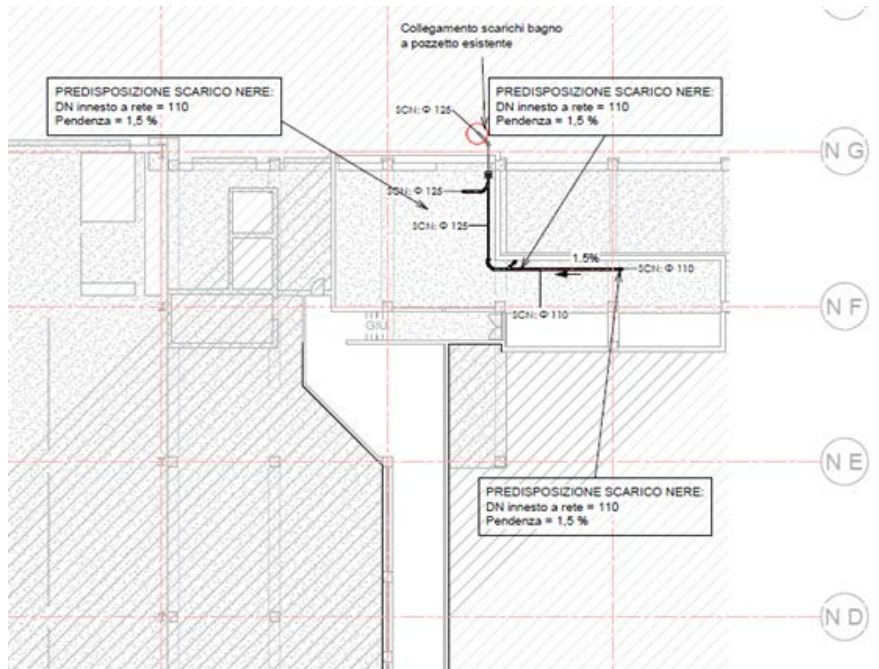 Collegamento scarichi bagno
a pozzetto esistente
PREDISPOSIZIONE SCARICO NERE:
DN innesto a rete = 110
Pendenza = 1,5 %
PREDISPOSIZIONE SCARICO NERE:
DN innesto a rete = 110
Pendenza = 1,5 %
SCN: Φ 125
N G
SCN: Φ 125
SCN: Φ 125
1.5%
SCN: Φ 110
N F
SCN: Φ 110
GIU
N E
PREDISPOSIZIONE SCARICO NERE:
DN innesto a rete = 110
Pendenza = 1,5 %
N D